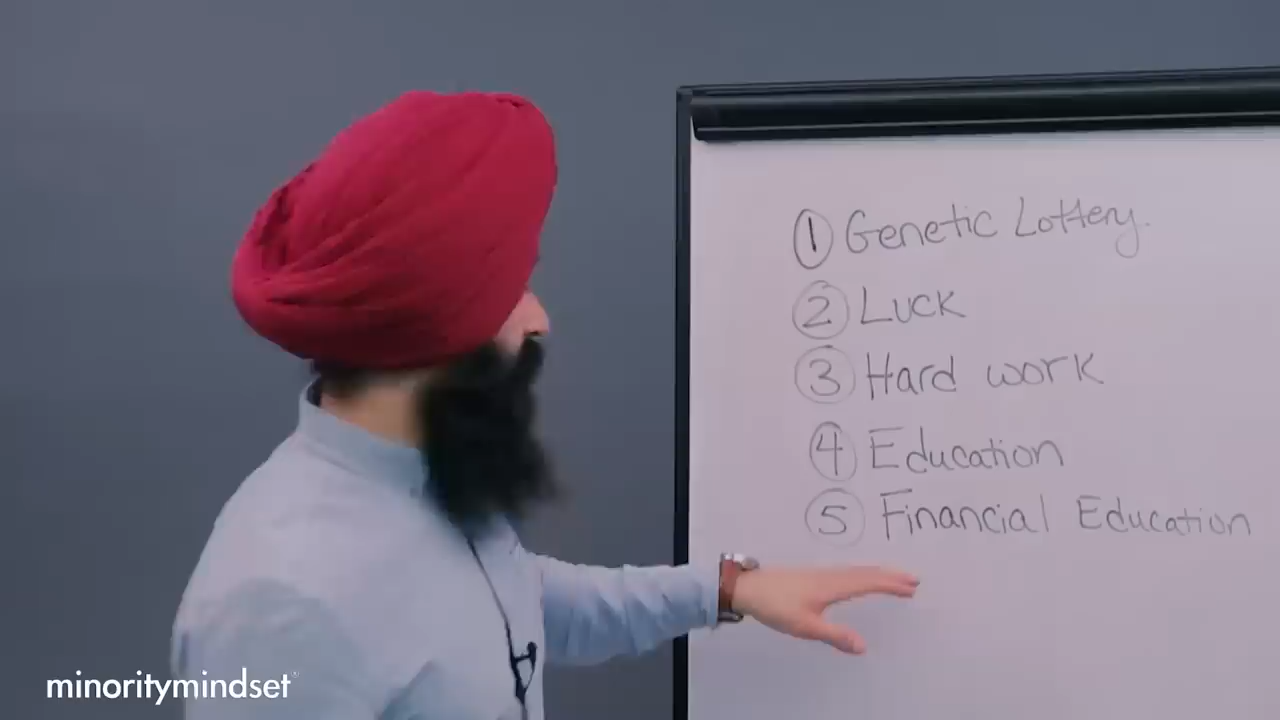 ① Genetic Lottery.
② Luck
③ Hard work
④ Education
⑤ Financial Education
minoritymindset®